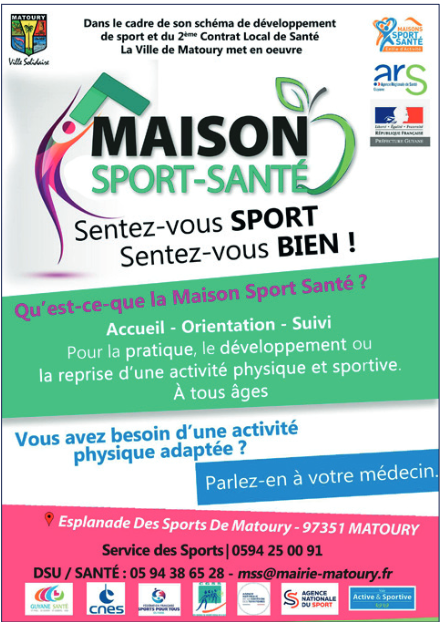 MATOURY
Ville Solidaire
Dans le cadre de son schéma de développement
de sport et du 2ème Contrat Local de Santé
La Ville de Matoury met en oeuvre
MAISONS
SPORT
SANTÉ
ars
RÉPUBLIQUE FRANÇAISE
PRÉFECTURE GUYANE
MAISON
SPORT-SANTÉ
Sentez-vous SPORT
Sentez-vous BIEN !
Qu'est-ce-que la Maison Sport Santé ?
Accueil - Orientation - Suivi
Pour la pratique, le développement ou
la reprise d'une activité physique et sportive.
À tous âges
Vous avez besoin d'une activité
physique adaptée ?
Parlez-en à votre médecin.
Esplanade Des Sports De Matoury - 97351 MATOURY
Service des Sports | 0594 25 00 91
DSU / SANTÉ : 05 94 38 65 28 - mss@mairie-matoury.fr
GUYANE SANTÉ
cnes
SPORTS POUR TOUS
AGENCE
NATIONALE
DU SPORT
Active & Sportive